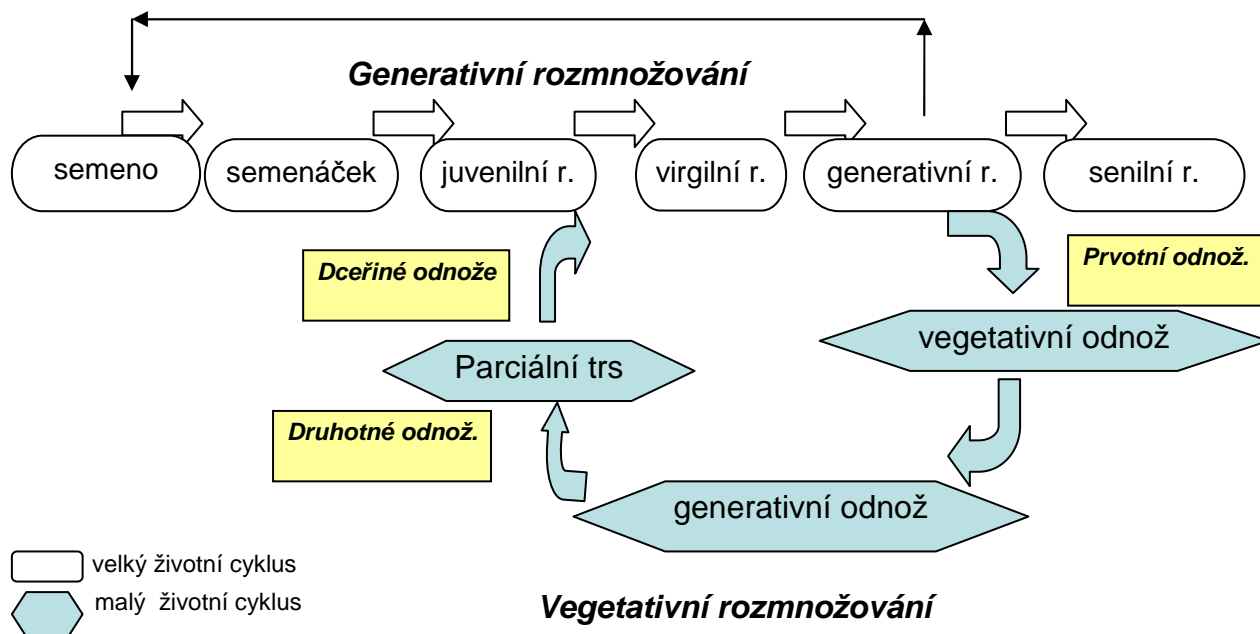 Generativní rozmnožování
semeno
semenáček
juvenilní r.
virgilní r.
generativní r.
senilní r.
Dceřiné odnože
Prvotní odnož.
vegetativní odnož
Parciální trs
Druhotné odnož.
generativní odnož
velký životní cyklus
malý životní cyklus
Vegetativní rozmnožování